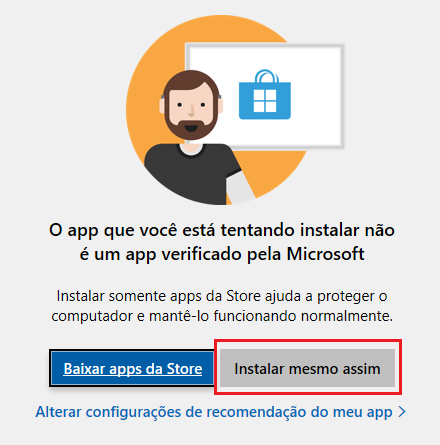 O app que você está tentando instalar não
é um app verificado pela Microsoft
Instalar somente apps da Store ajuda a proteger o
computador e mantê-lo funcionando normalmente.
Baixar apps da Store
Instalar mesmo assim
Alterar configurações de recomendação do meu app